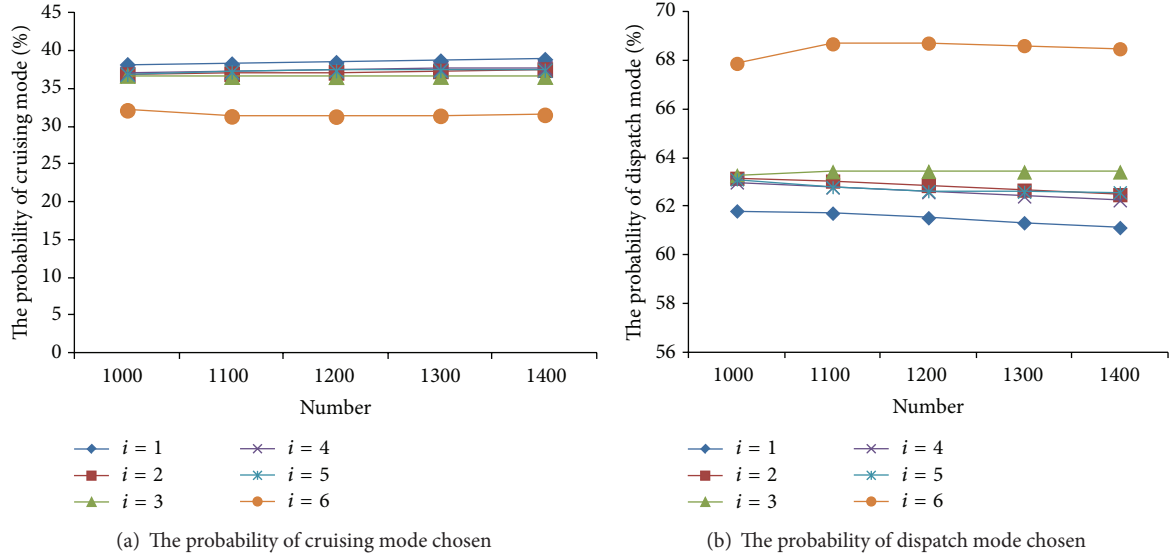 The probability of cruising mode (%)
45
40
35
30
25
20
15
10
5
0
1000 1100 1200 1300 1400
Number
i = 1 i = 4
i = 2 i = 5
i = 3 i = 6
(a) The probability of cruising mode chosen
The probability of dispatch mode (%)
70
68
66
64
62
60
58
56
1000 1100 1200 1300 1400
Number
i = 1 i = 4
i = 2 i = 5
i = 3 i = 6
(b) The probability of dispatch mode chosen